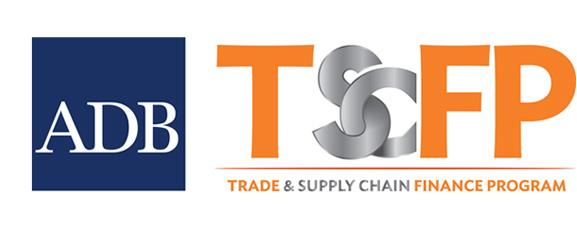 ADB
TSCFP
TRADE & SUPPLY CHAIN FINANCE PROGRAM